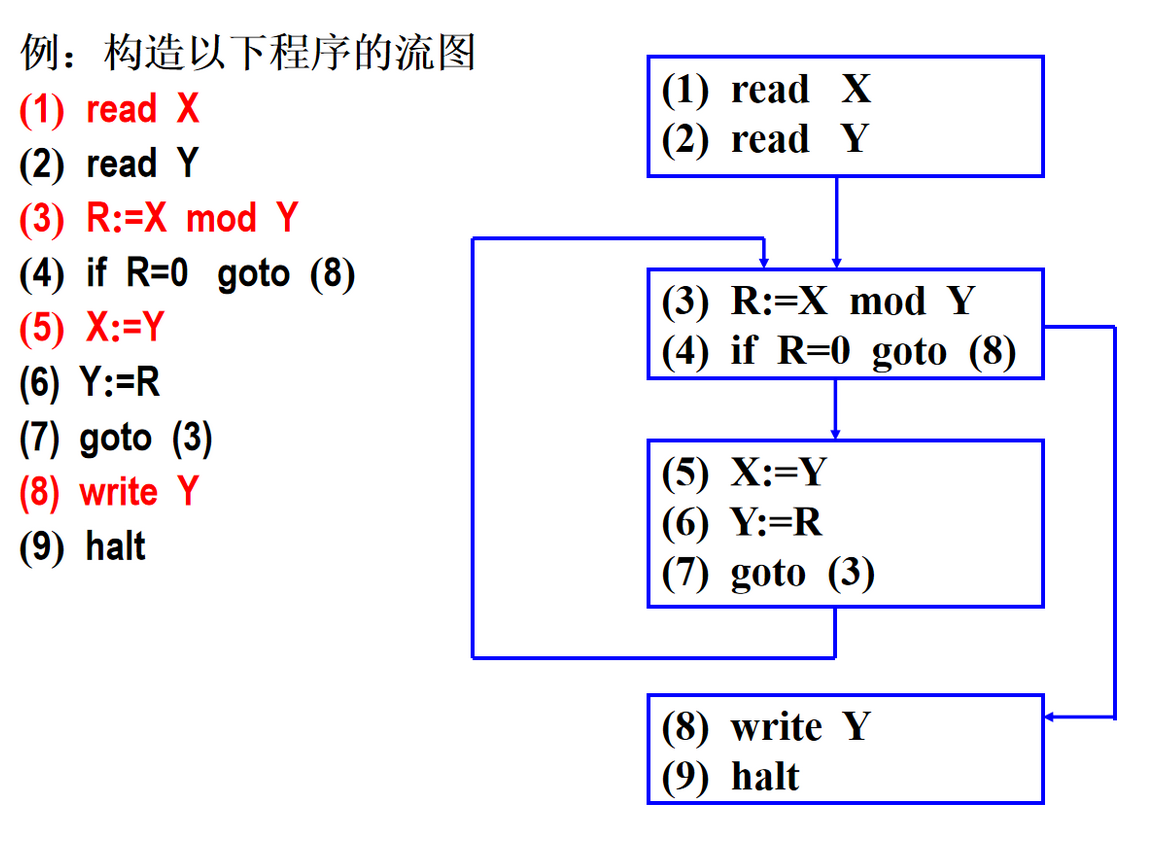 例：构造以下程序的流图
(1) read X
(2) read Y
(3) R:=X mod Y
(4) if R=0 goto (8)
(5) X:=Y
(6) Y:=R
(7) goto (3)
(8) write Y
(9) halt
(1) read X
(2) read Y
(3) R:=X mod Y
(4) if R=0 goto (8)
(5) X:=Y
(6) Y:=R
(7) goto (3)
(8) write Y
(9) halt